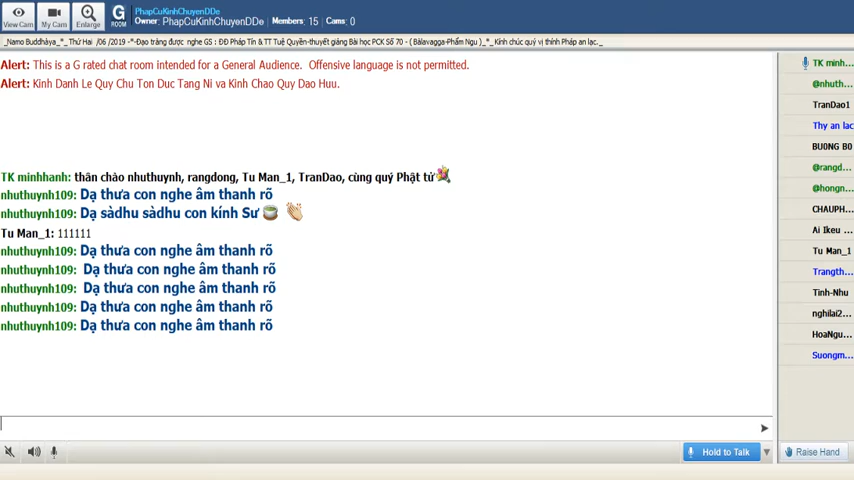 View Cam
My Cam
Enlarge
G
ROOM
PhapCuKinhChuyenDDe
Owner: PhapCuKinhChuyenDDe Members: 15 Cams: 0
_Namo Buddhàya_*_ Thứ Hai /06 /2019 -*-Đạo tràng được nghe GS : ĐĐ Pháp Tín & TT Tuệ Quyền-thuyết giảng Bài học PCK Số 70 - ( Bàlavagga-Phẩm Ngu )_*_ Kính chúc quý vị thính Pháp an lạc._
Alert: This is a G rated chat room intended for a General Audience. Offensive language is not permitted.
Alert: Kinh Danh Le Quy Chu Ton Duc Tang Ni va Kinh Chao Quy Dao Huu.
TK minhhanh: thân chào nhuthuynh, rangdong, Tu Man_1, TranDao, cùng quý Phật tử
nhuthuynh109: Dạ thưa con nghe âm thanh rõ
nhuthuynh109: Dạ sàdhu sàdhu con kính Sư
Tu Man_1: 111111
nhuthuynh109: Dạ thưa con nghe âm thanh rõ
nhuthuynh109: Dạ thưa con nghe âm thanh rõ
nhuthuynh109: Dạ thưa con nghe âm thanh rõ
nhuthuynh109: Dạ thưa con nghe âm thanh rõ
nhuthuynh109: Dạ thưa con nghe âm thanh rõ
TK minh...
@nhuth...
TranDao1
Thy an lac
BUONG BO
@rangd...
@hongn...
CHAUPH...
Ai Ikeu ...
Tu Man_1
Trangth...
Tinh-Nhu
nghilai2...
HoaNgu...
Suongm...
Hold to Talk
Raise Hand